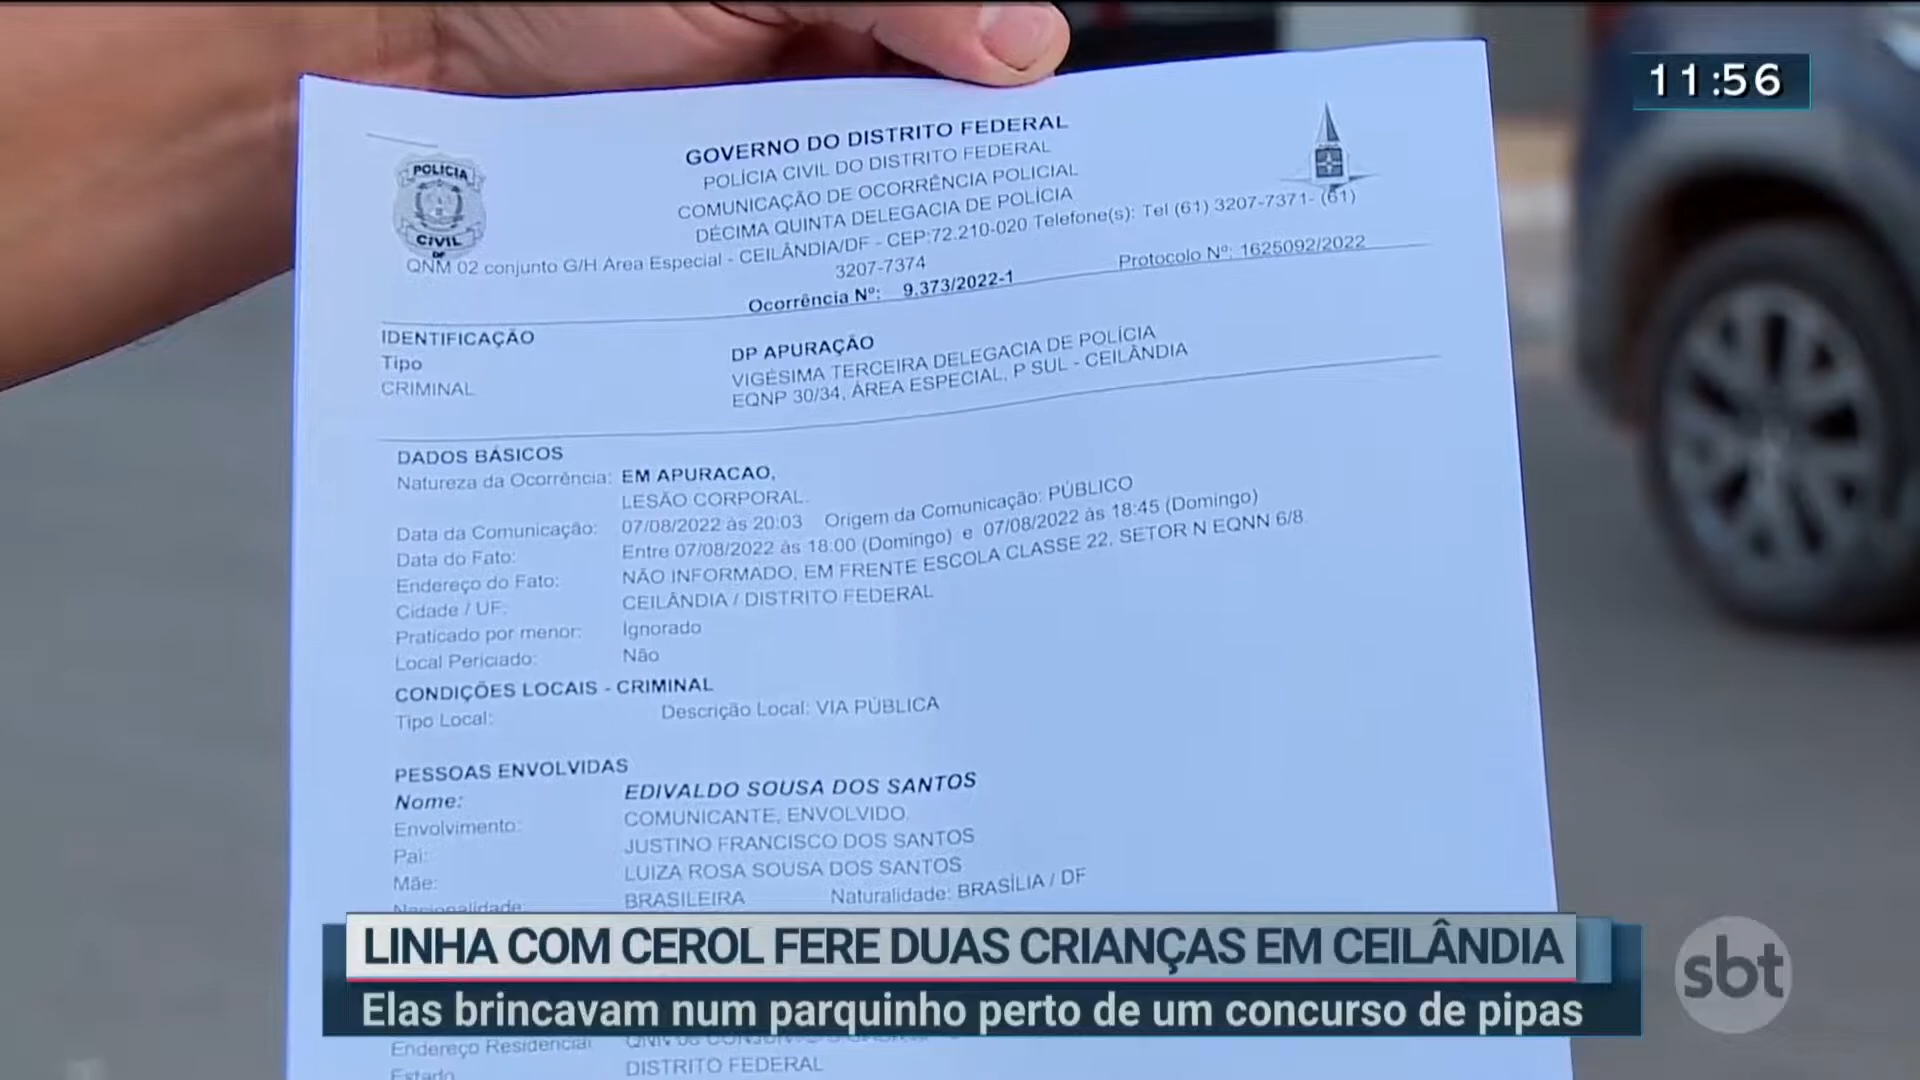 11:56
GOVERNO DO DISTRITO FEDERAL
POLÍCIA CIVIL DO DISTRITO FEDERAL
COMUNICAÇÃO DE OCORRÊNCIA POLICIAL
DÉCIMA QUINTA DELEGACIA DE POLÍCIA
QNM 02 conjunto G/H Área Especial - CEILÂNDIA/DF - CEP:72.210-020 Telefone(s): Tel (61) 3207-7371- (61)
3207-7374
Protocolo Nº: 1625092/2022
Ocorrência Nº: 9.373/2022-1
POLICIA
CIVIL
DF
IDENTIFICAÇÃO
Tipo
CRIMINAL
DP APURAÇÃO
VIGÉSIMA TERCEIRA DELEGACIA DE POLÍCIA
EQNP 30/34, ÁREA ESPECIAL, P SUL - CEILÂNDIA
DADOS BÁSICOS
Natureza da Ocorrência: EM APURACAO,
LESÃO CORPORAL.
Data da Comunicação: 07/08/2022 às 20:03 Origem da Comunicação: PÚBLICO
Data do Fato: Entre 07/08/2022 às 18:00 (Domingo) e 07/08/2022 às 18:45 (Domingo)
Endereço do Fato: NÃO INFORMADO, EM FRENTE ESCOLA CLASSE 22, SETOR N EQNN 6/8
Cidade / UF: CEILÂNDIA / DISTRITO FEDERAL
Praticado por menor: Ignorado
Local Periciado: Não
CONDIÇÕES LOCAIS - CRIMINAL
Tipo Local: Descrição Local: VIA PÚBLICA
PESSOAS ENVOLVIDAS
Nome: EDIVALDO SOUSA DOS SANTOS
Envolvimento: COMUNICANTE, ENVOLVIDO,
Pai: JUSTINO FRANCISCO DOS SANTOS
Mãe: LUIZA ROSA SOUSA DOS SANTOS
Nacionalidade: BRASILEIRA Naturalidade: BRASÍLIA / DF
LINHA COM CEROL FERE DUAS CRIANÇAS EM CEILÂNDIA
Elas brincavam num parquinho perto de um concurso de pipas
sbt
Endereço Residencial
Estado DISTRITO FEDERAL